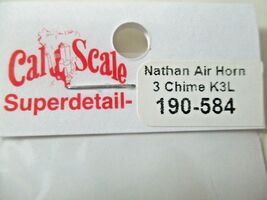 Cal Scale
Superdetail-
Nathan Air Horn
3 Chime K3L
190-584